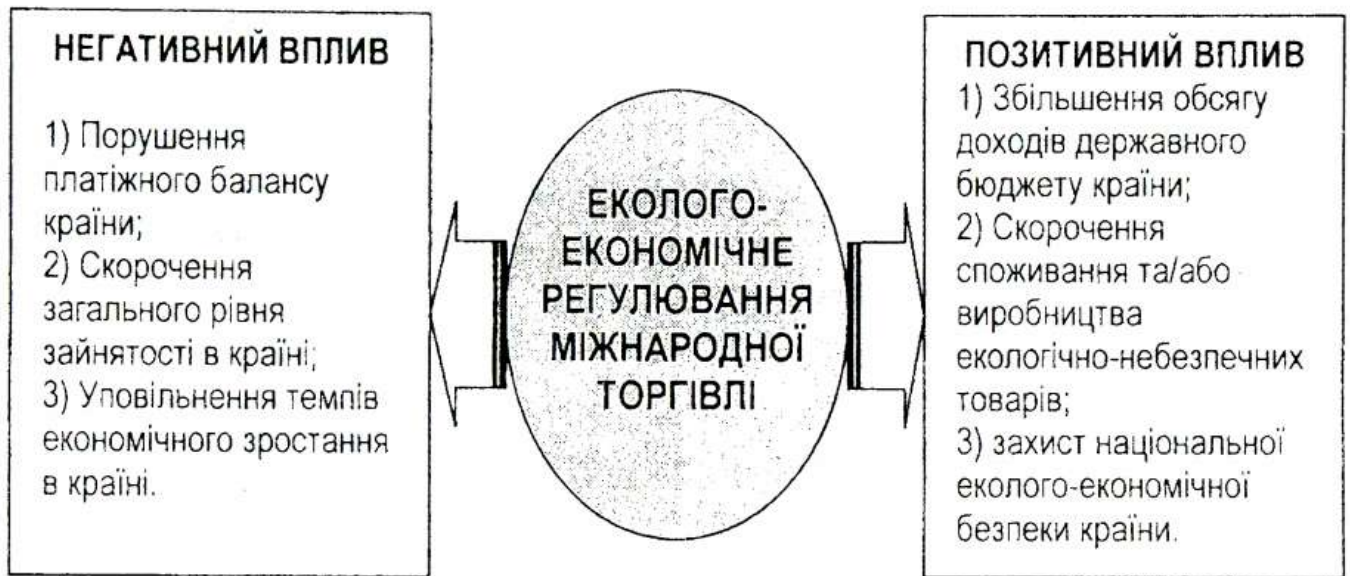 НЕГАТИВНИЙ ВПЛИВ
1) Порушення
платіжного балансу
країни;
2) Скорочення
загального рівня
зайнятості в країні;
3) Уповільнення темпів
економічного зростання
в країні.
ЕКОЛОГО-
ЕКОНОМІЧНЕ
РЕГУЛЮВАННЯ
МІЖНАРОДНОЇ
ТОРГІВЛІ
ПОЗИТИВНИЙ ВПЛИВ
1) Збільшення обсягу
доходів державного
бюджету країни;
2) Скорочення
споживання та/або
виробництва
екологічно-небезпечних
товарів;
3) захист національної
еколого-економічної
безпеки країни.